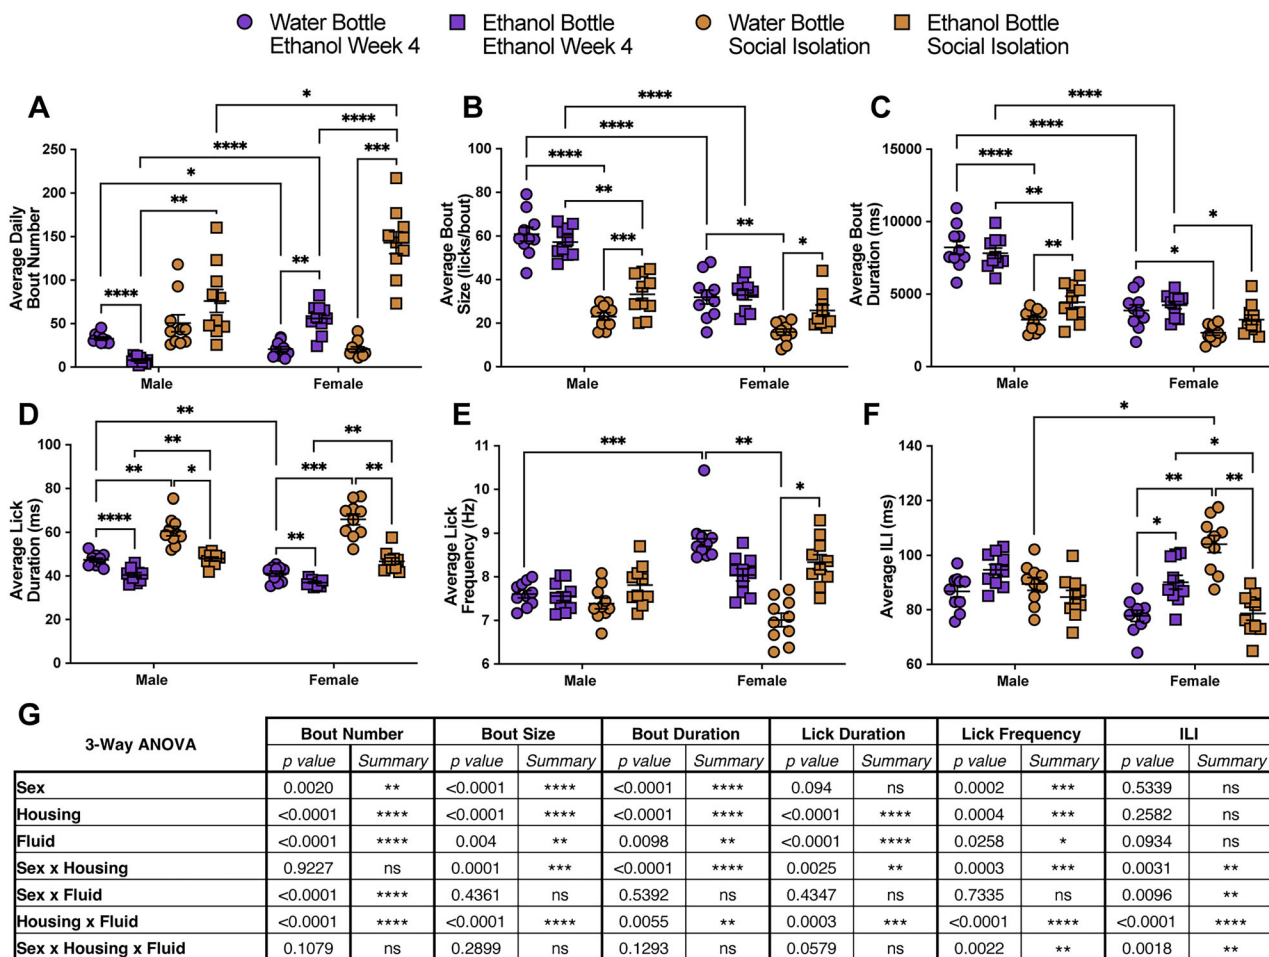 Water Bottle Ethanol Week 4
Ethanol Bottle Ethanol Week 4
Water Bottle Social Isolation
Ethanol Bottle Social Isolation
A
Average Daily Bout Number
250
200
150
100
50
0
Male Female
* **** *** **** * ** **** **
B
Average Bout Size (licks/bout)
100
80
60
40
20
0
Male Female
**** **** **** ** *** ** *
C
Average Bout Duration (ms)
15000
10000
5000
0
Male Female
**** **** **** ** ** * *
D
Average Lick Duration (ms)
100
80
60
40
20
0
Male Female
** ** ** * **** ** *** ** **
E
Average Lick Frequency (Hz)
11
10
9
8
7
6
Male Female
*** ** *
F
Average ILI (ms)
140
120
100
80
60
Male Female
* * ** ** *
G
3-Way ANOVA Bout Number Bout Size Bout Duration Lick Duration Lick Frequency ILI
p value Summary p value Summary p value Summary p value Summary p value Summary p value Summary
Sex 0.0020 ** <0.0001 **** <0.0001 **** 0.094 ns 0.0002 *** 0.5339 ns
Housing <0.0001 **** <0.0001 **** <0.0001 **** <0.0001 **** 0.0004 *** 0.2582 ns
Fluid <0.0001 **** 0.004 ** 0.0098 ** <0.0001 **** 0.0258 * 0.0934 ns
Sex x Housing 0.9227 ns 0.0001 *** <0.0001 **** 0.0025 ** 0.0003 *** 0.0031 **
Sex x Fluid <0.0001 **** 0.4361 ns 0.5392 ns 0.4347 ns 0.7335 ns 0.0096 **
Housing x Fluid <0.0001 **** <0.0001 **** 0.0055 ** 0.0003 *** <0.0001 **** <0.0001 ****
Sex x Housing x Fluid 0.1079 ns 0.2899 ns 0.1293 ns 0.0579 ns 0.0022 ** 0.0018 **